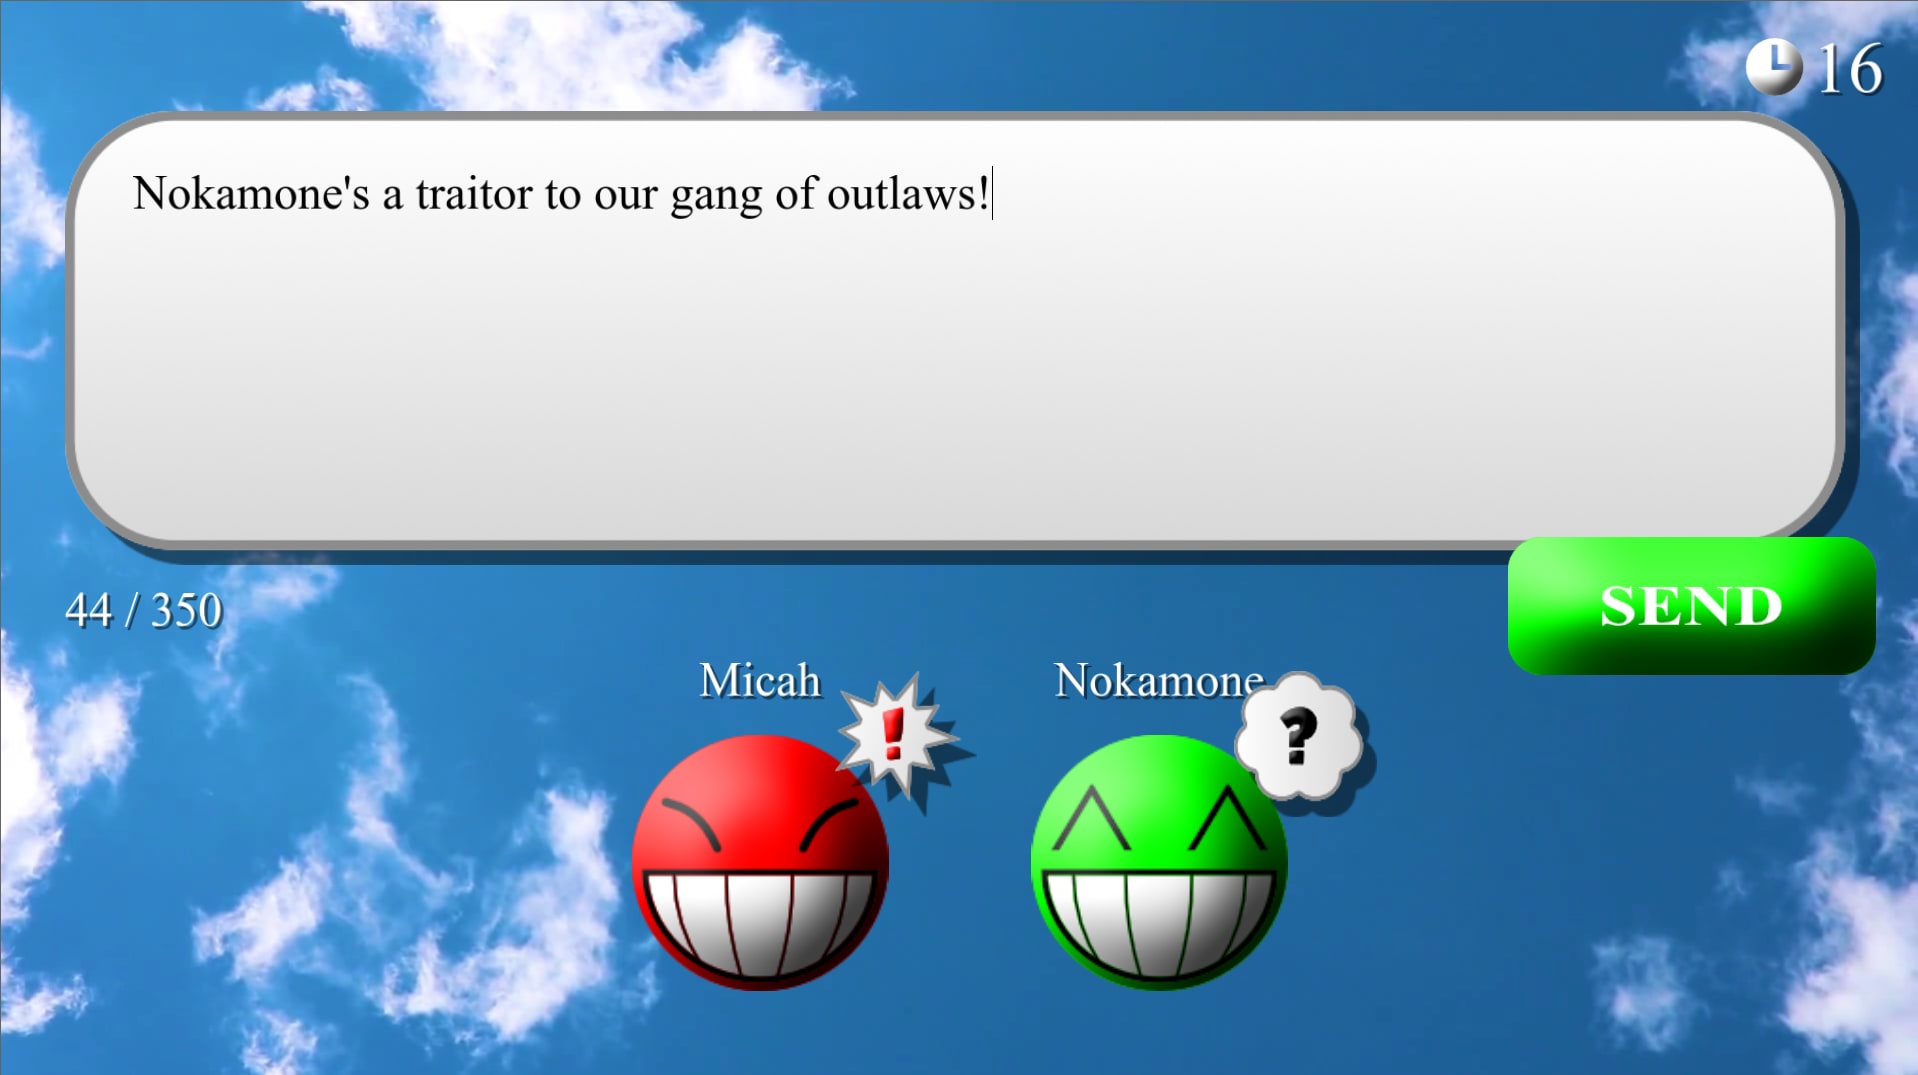 16
Nokamone's a traitor to our gang of outlaws!
44 / 350
SEND
Micah
!
Nokamone
?